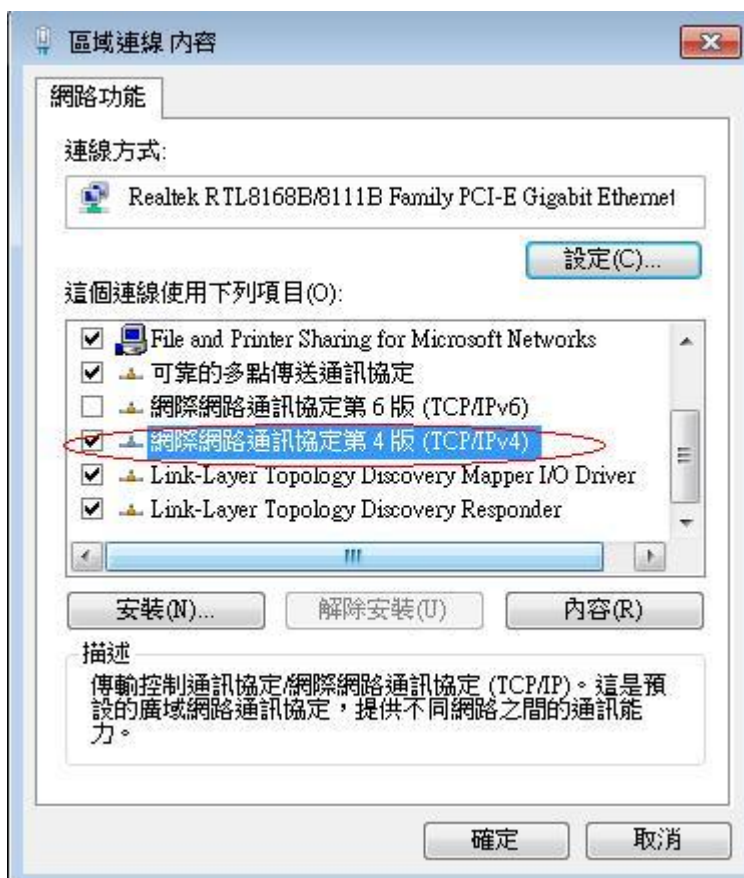 區域連線 內容
網路功能
連線方式:
Realtek RTL8168B/8111B Family PCI-E Gigabit Ethernet
設定(C)...
這個連線使用下列項目(O):
File and Printer Sharing for Microsoft Networks
可靠的多點傳送通訊協定
網際網路通訊協定第 6 版 (TCP/IPv6)
網際網路通訊協定第 4 版 (TCP/IPv4)
Link-Layer Topology Discovery Mapper I/O Driver
Link-Layer Topology Discovery Responder
安裝(N)...
解除安裝(U)
內容(R)
描述
傳輸控制通訊協定/網際網路通訊協定 (TCP/IP)。這是預
設的廣域網路通訊協定，提供不同網路之間的通訊能
力。
確定
取消